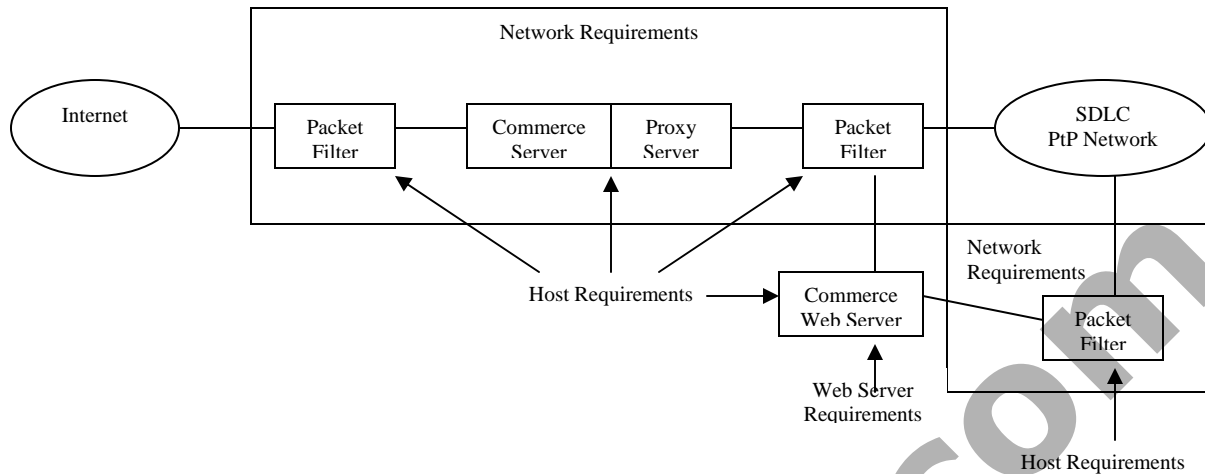 Network Requirements
Internet
Packet
Filter
Commerce
Server
Proxy
Server
Packet
Filter
SDLC
PtP Network
Network
Requirements
Host Requirements
Commerce
Web Server
Packet
Filter
Web Server
Requirements
Host Requirements
com